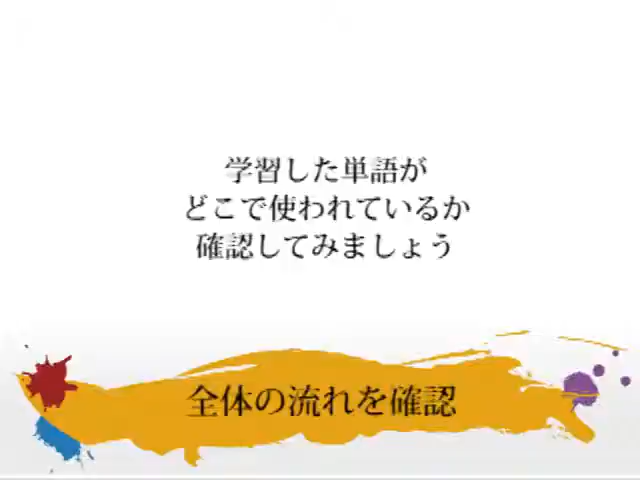 学習した単語が
どこで使われているか
確認してみましょう
全体の流れを確認